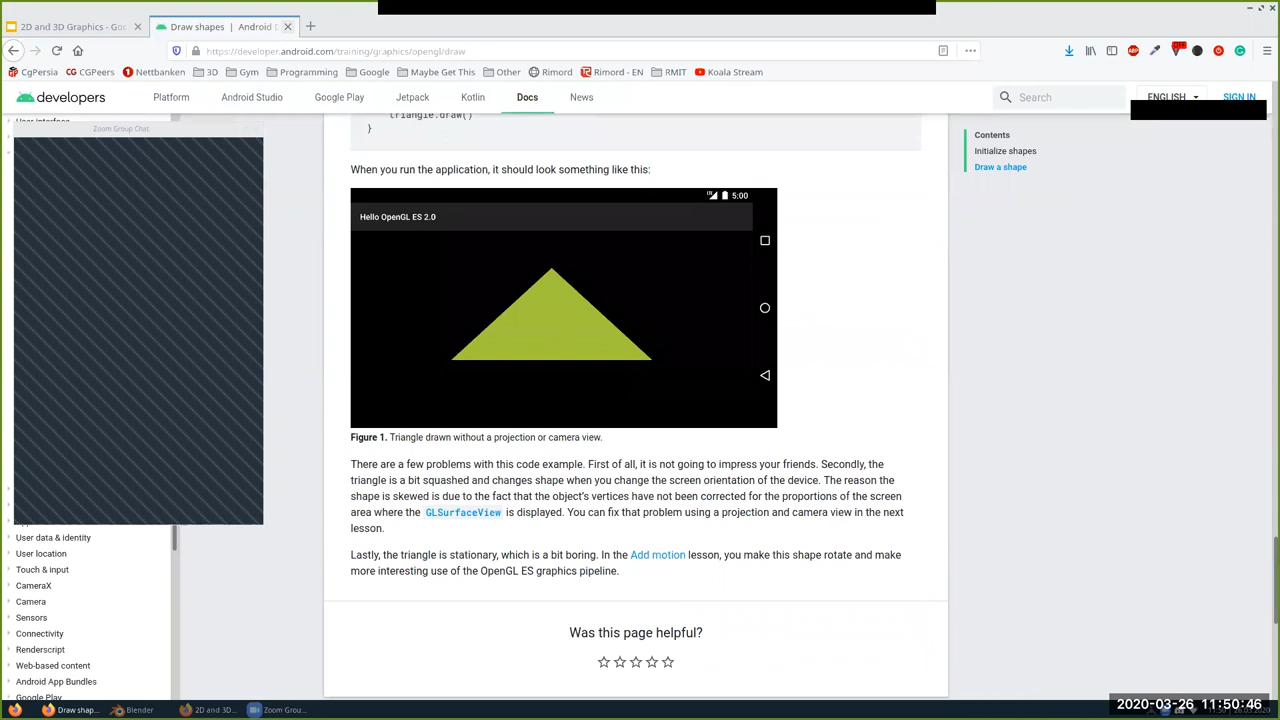 2D and 3D Graphics - Goo
Draw shapes | Android D
https://developer.android.com/training/graphics/opengl/draw
CgPersia
CGPeers
Nettbanken
3D
Gym
Programming
Google
Maybe Get This
Other
Rimord
Rimord - EN
RMIT
Koala Stream
developers
Platform
Android Studio
Google Play
Jetpack
Kotlin
Docs
News
Search
ENGLISH
SIGN IN
User interface
Zoom Group Chat
triangle.draw()
}
Contents
Initialize shapes
Draw a shape
When you run the application, it should look something like this:
5:00
Hello OpenGL ES 2.0
Figure 1. Triangle drawn without a projection or camera view.
There are a few problems with this code example. First of all, it is not going to impress your friends. Secondly, the
triangle is a bit squashed and changes shape when you change the screen orientation of the device. The reason the
shape is skewed is due to the fact that the object's vertices have not been corrected for the proportions of the screen
area where the GLSurfaceView is displayed. You can fix that problem using a projection and camera view in the next
lesson.
Lastly, the triangle is stationary, which is a bit boring. In the Add motion lesson, you make this shape rotate and make
more interesting use of the OpenGL ES graphics pipeline.
User data & identity
User location
Touch & input
CameraX
Camera
Sensors
Connectivity
Renderscript
Web-based content
Android App Bundles
Google Play
Was this page helpful?
Draw shap...
Blender
2D and 3D...
Zoom Grou...
2020-03-26 11:50:46